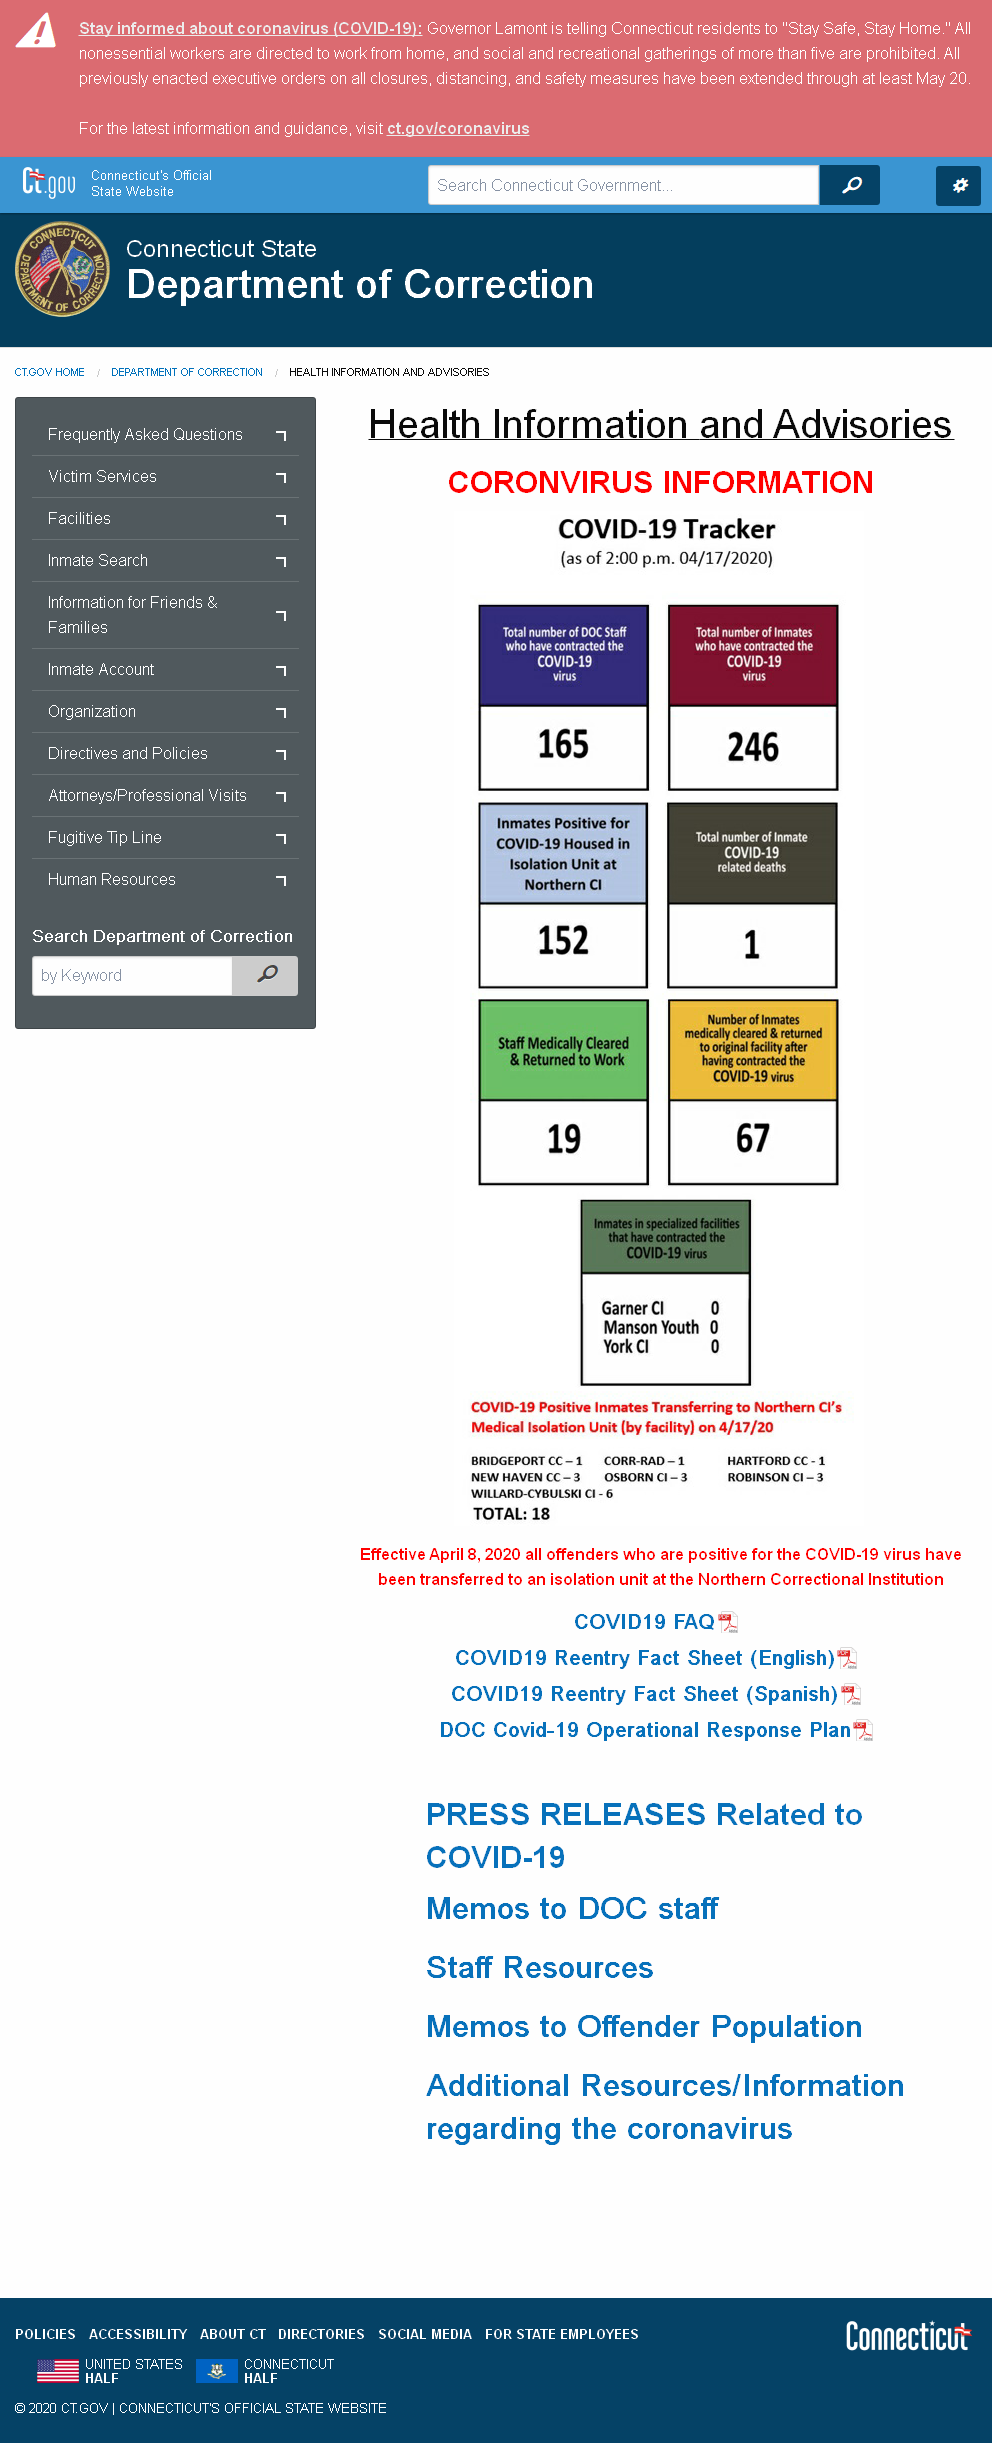 Stay informed about coronavirus (COVID-19): Governor Lamont is telling Connecticut residents to "Stay Safe, Stay Home." All
nonessential workers are directed to work from home, and social and recreational gatherings of more than five are prohibited. All
previously enacted executive orders on all closures, distancing, and safety measures have been extended through at least May 20.
For the latest information and guidance, visit ct.gov/coronavirus
Ct.gov
Connecticut's Official
State Website
Search Connecticut Government...
CONNECTICUT
DEPARTMENT OF CORRECTION
Connecticut State
Department of Correction
CT.GOV HOME / DEPARTMENT OF CORRECTION / HEALTH INFORMATION AND ADVISORIES
Frequently Asked Questions
Victim Services
Facilities
Inmate Search
Information for Friends &
Families
Inmate Account
Organization
Directives and Policies
Attorneys/Professional Visits
Fugitive Tip Line
Human Resources
Search Department of Correction
by Keyword
Health Information and Advisories
CORONVIRUS INFORMATION
COVID-19 Tracker
(as of 2:00 p.m. 04/17/2020)
Total number of DOC Staff
who have contracted the
COVID-19
virus
165
Total number of Inmates
who have contracted the
COVID-19
virus
246
Inmates Positive for
COVID-19 Housed in
Isolation Unit at
Northern CI
152
Total number of Inmate
COVID-19
related deaths
1
Staff Medically Cleared
& Returned to Work
19
Number of Inmates
medically cleared & returned
to original facility after
having contracted the
COVID-19 virus
67
Inmates in specialized facilities
that have contracted the
COVID-19 virus
Garner CI 0
Manson Youth 0
York CI 0
COVID-19 Positive Inmates Transferring to Northern CI's
Medical Isolation Unit (by facility) on 4/17/20
BRIDGEPORT CC – 1 CORR-RAD – 1 HARTFORD CC - 1
NEW HAVEN CC – 3 OSBORN CI – 3 ROBINSON CI – 3
WILLARD-CYBULSKI CI - 6
TOTAL: 18
Effective April 8, 2020 all offenders who are positive for the COVID-19 virus have
been transferred to an isolation unit at the Northern Correctional Institution
COVID19 FAQ
COVID19 Reentry Fact Sheet (English)
COVID19 Reentry Fact Sheet (Spanish)
DOC Covid-19 Operational Response Plan
PRESS RELEASES Related to
COVID-19
Memos to DOC staff
Staff Resources
Memos to Offender Population
Additional Resources/Information
regarding the coronavirus
POLICIES ACCESSIBILITY ABOUT CT DIRECTORIES SOCIAL MEDIA FOR STATE EMPLOYEES
Connecticut
UNITED STATES
HALF
CONNECTICUT
HALF
© 2020 CT.GOV | CONNECTICUT'S OFFICIAL STATE WEBSITE